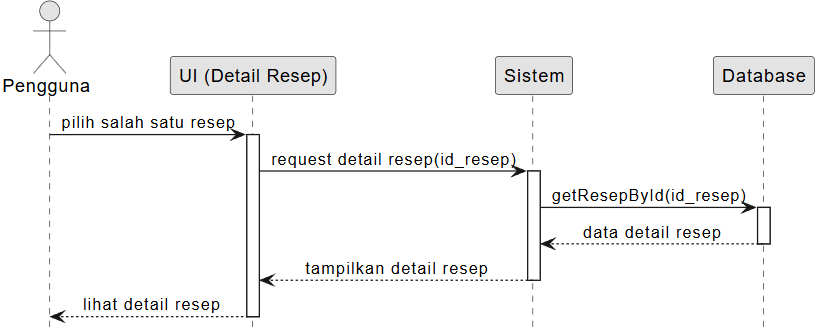 Pengguna
UI (Detail Resep)
Sistem
Database
pilih salah satu resep
request detail resep(id_resep)
getResepById(id_resep)
data detail resep
tampilkan detail resep
lihat detail resep